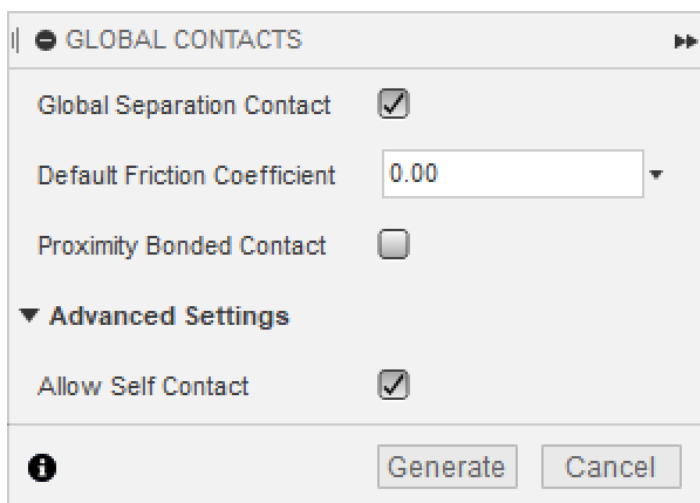 GLOBAL CONTACTS
Global Separation Contact
Default Friction Coefficient 0.00
Proximity Bonded Contact
Advanced Settings
Allow Self Contact
Generate Cancel